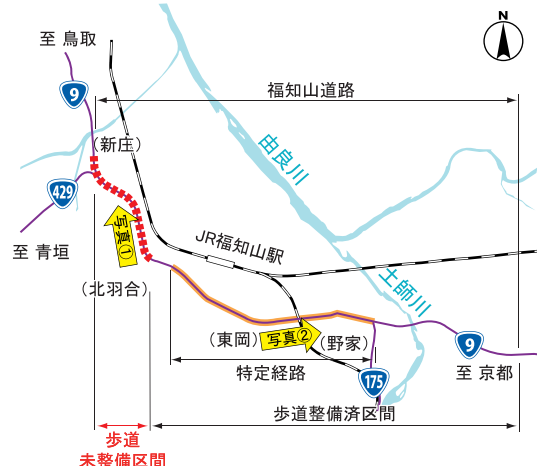 N
至 鳥取
9
福知山道路
(新庄)
由良川
429
写真①
JR福知山駅
至 青垣
土師川
(北羽合)
(東岡)
写真②
(野家)
9
特定経路
175
至 京都
歩道整備済区間
歩道
未整備区間